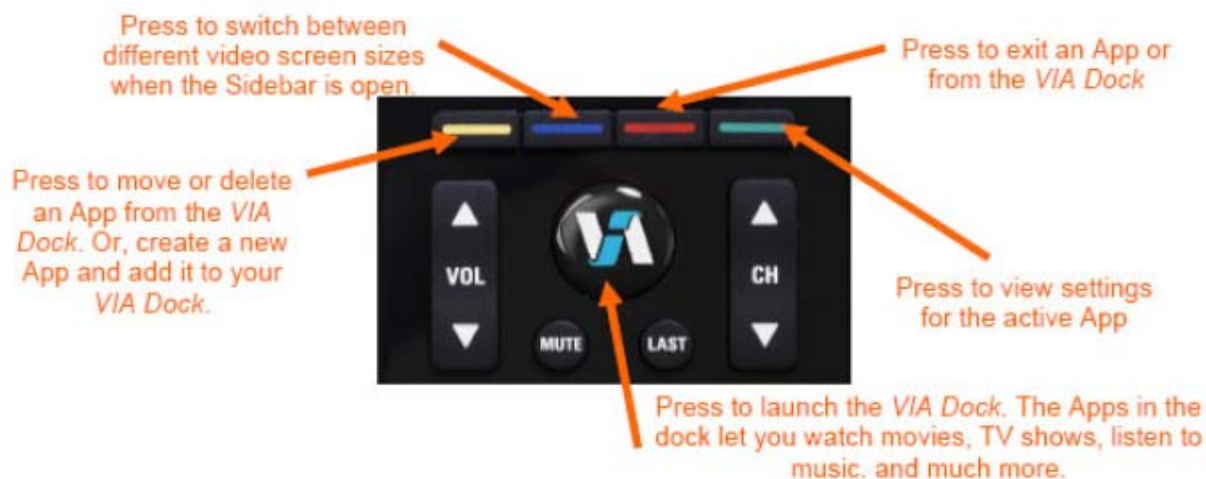 Press to switch between
different video screen sizes
when the Sidebar is open.
Press to exit an App or
from the VIA Dock
Press to move or delete
an App from the VIA
Dock. Or, create a new
App and add it to your
VIA Dock.
VOL
VIA
CH
MUTE
LAST
Press to view settings
for the active App
Press to launch the VIA Dock. The Apps in the
dock let you watch movies, TV shows, listen to
music. and much more.